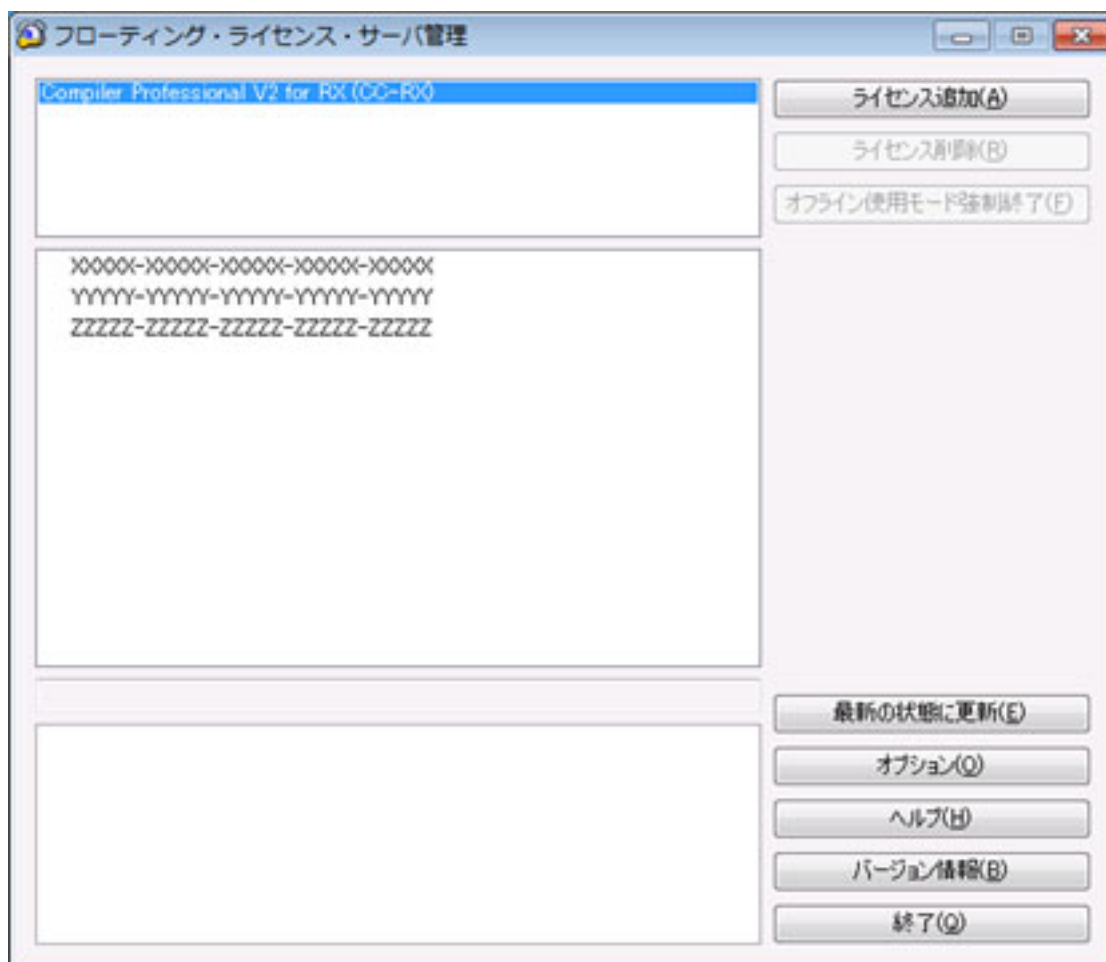 フローティング・ライセンス・サーバ管理
Compiler Professional V2 for RX (CC-RX)
XXXXX-XXXXX-XXXXX-XXXXX-XXXXX
YYYYY-YYYYY-YYYYY-YYYYY-YYYYY
ZZZZZ-ZZZZZ-ZZZZZ-ZZZZZ-ZZZZZ
ライセンス追加(A)
ライセンス削除(R)
オフライン使用モード強制終了(F)
最新の状態に更新(E)
オプション(O)
ヘルプ(H)
バージョン情報(B)
終了(Q)